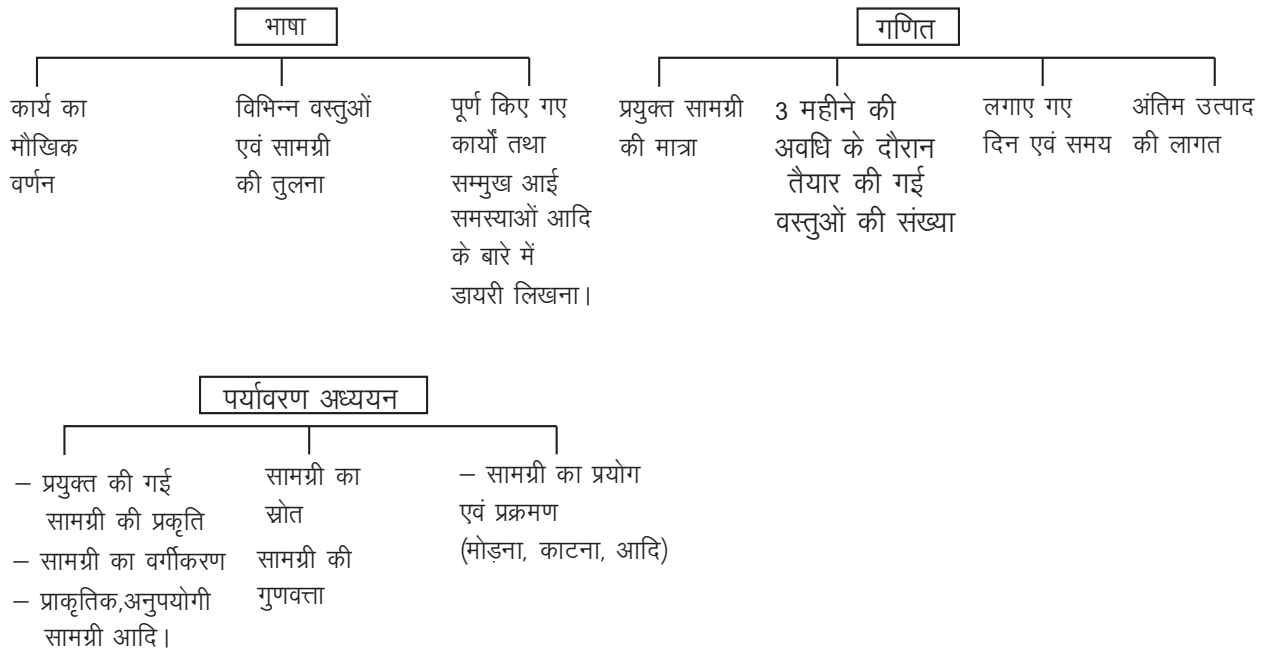 भाषा
कार्य का
मौखिक
वर्णन
विभिन्न वस्तुओं
एवं सामग्री
की तुलना
पूर्ण किए गए
कार्यों तथा
सम्मुख आई
समस्याओं आदि
के बारे में
डायरी लिखना।
गणित
प्रयुक्त सामग्री
की मात्रा
3 महीने की
अवधि के दौरान
तैयार की गई
वस्तुओं की संख्या
लगाए गए
दिन एवं समय
अंतिम उत्पाद
की लागत
पर्यावरण अध्ययन
– प्रयुक्त की गई
सामग्री की प्रकृति
– सामग्री का वर्गीकरण
– प्राकृतिक,अनुपयोगी
सामग्री आदि।
सामग्री का
स्रोत
सामग्री की
गुणवत्ता
– सामग्री का प्रयोग
एवं प्रक्रमण
(मोड़ना, काटना, आदि)